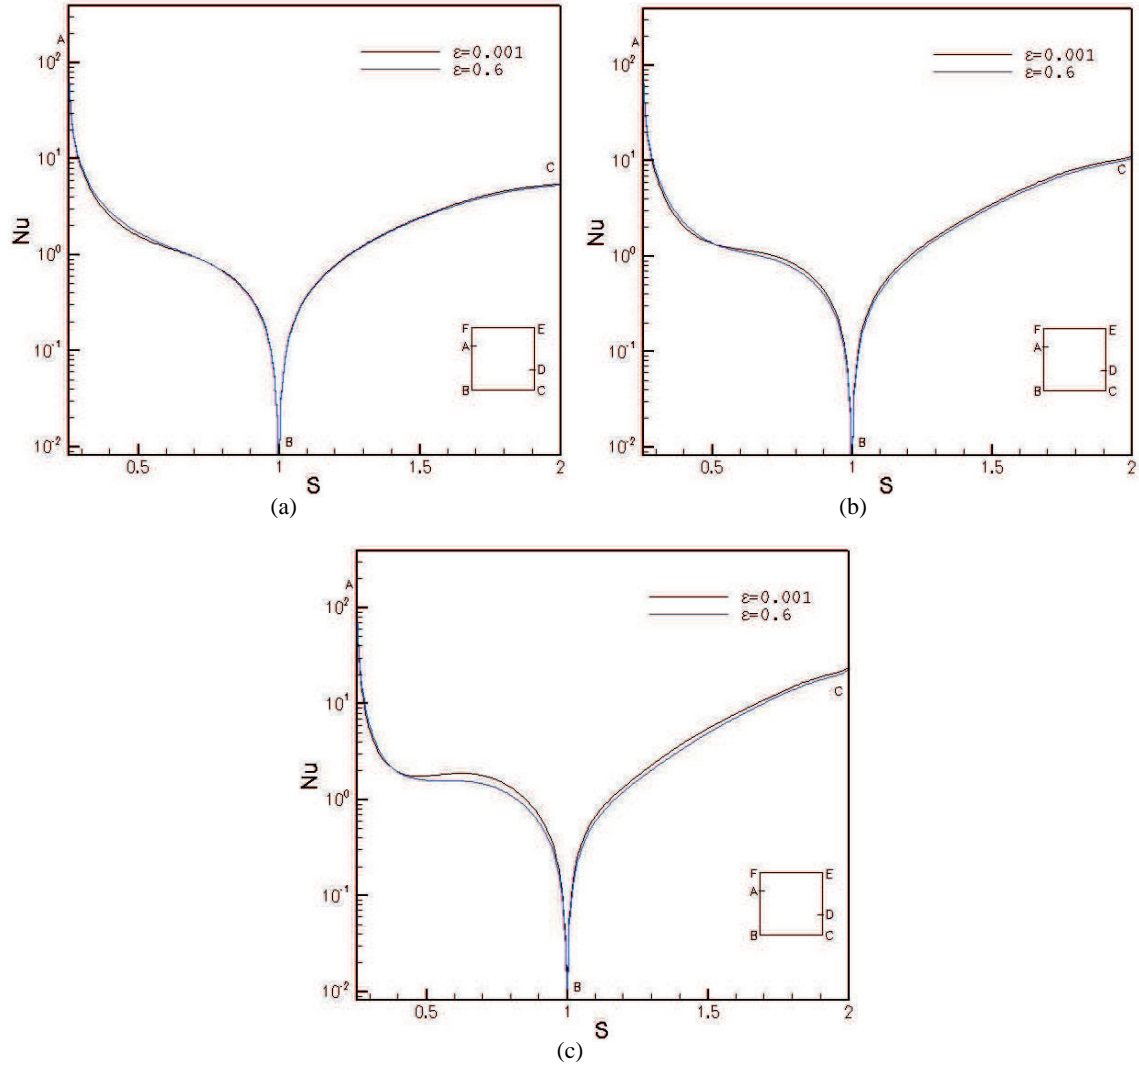 A
10²
10¹
10⁰
10⁻¹
10⁻²
Nu
ε=0.001
ε=0.6
C
F E
A
D
B C
B
0.5 1 1.5 2
S
(a)
A
10²
10¹
10⁰
10⁻¹
10⁻²
Nu
ε=0.001
ε=0.6
C
F E
A
D
B C
B
0.5 1 1.5 2
S
(b)
A
10²
10¹
10⁰
10⁻¹
10⁻²
Nu
ε=0.001
ε=0.6
C
F E
A
D
B C
B
0.5 1 1.5 2
S
(c)